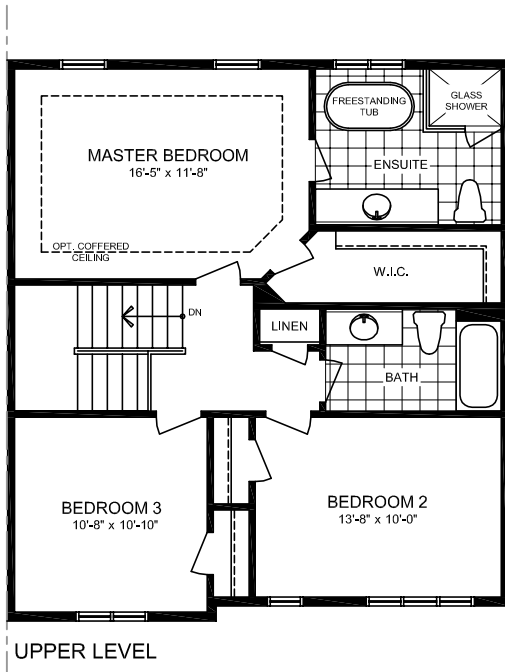 MASTER BEDROOM
16'-5" x 11'-8"
OPT. COFFERED
CEILING
FREESTANDING
TUB
GLASS
SHOWER
ENSUITE
W.I.C.
DN
LINEN
BATH
BEDROOM 3
10'-8" x 10'-10"
BEDROOM 2
13'-8" x 10'-0"
UPPER LEVEL